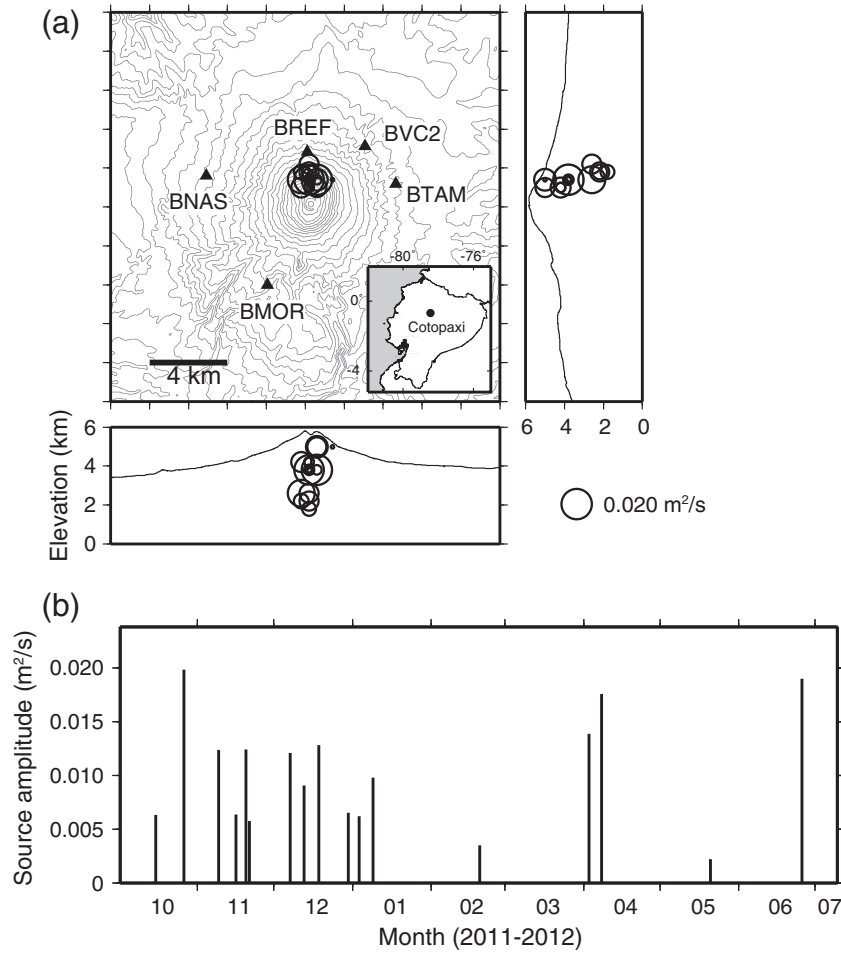 (a)
BREF
BVC2
BNAS
BTAM
BMOR
-80°
-76°
0°
Cotopaxi
-4°
4 km
6 4 2 0
Elevation (km)
6
4
2
0
0.020 m²/s
(b)
Source amplitude (m²/s)
0.020
0.015
0.010
0.005
0
10 11 12 01 02 03 04 05 06 07
Month (2011-2012)